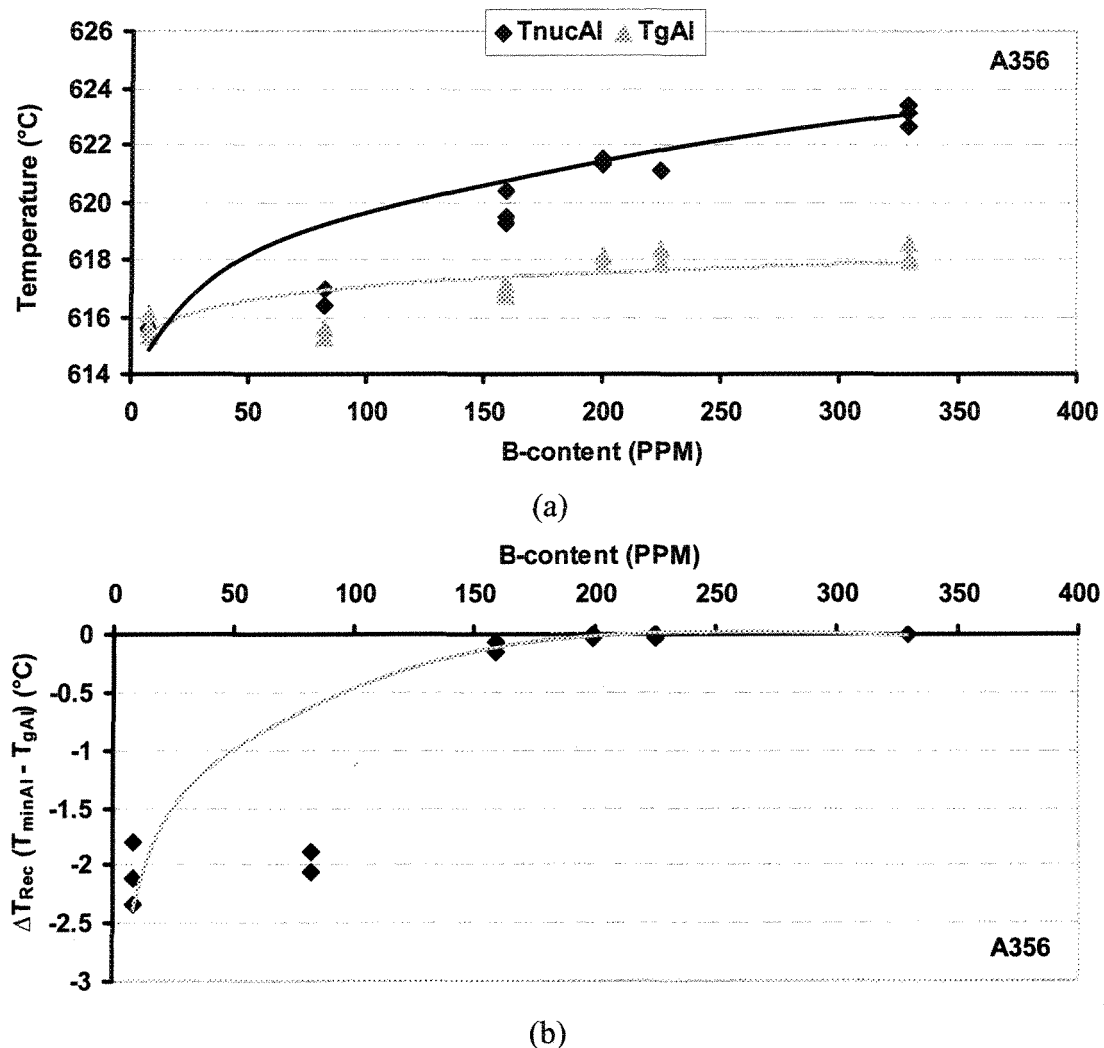 TnucAl TgAl
A356
626
624
622
620
618
616
614
Temperature (°C)
0 50 100 150 200 250 300 350 400
B-content (PPM)
(a)
B-content (PPM)
0 50 100 150 200 250 300 350 400
0
-0.5
-1
-1.5
-2
-2.5
-3
ΔTRec (TminAl - TgAl) (°C)
A356
(b)